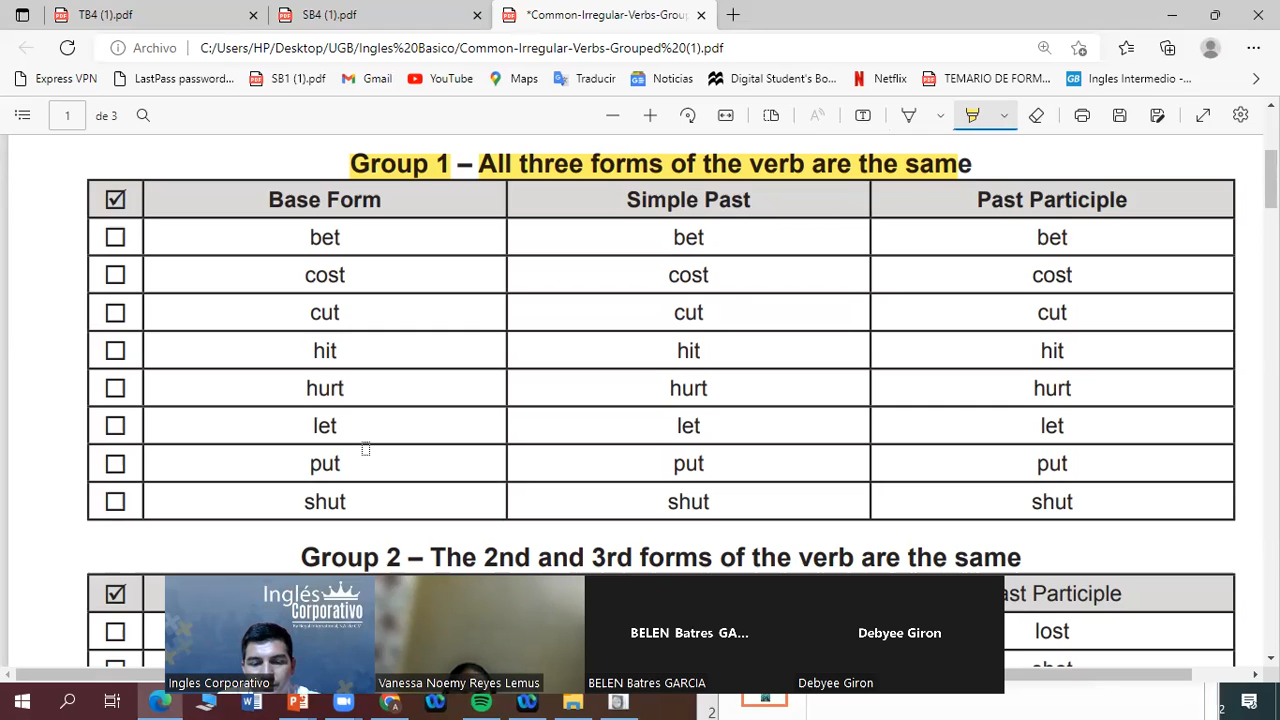 TB4 (1).pdf
SB4 (1).pdf
*Common-Irregular-Verbs-Grou
Archivo
C:/Users/HP/Desktop/UGB/Ingles%20Basico/Common-Irregular-Verbs-Grouped%20(1).pdf
Express VPN
LastPass password...
SB1 (1).pdf
Gmail
YouTube
Maps
Traducir
Noticias
Digital Student's Bo...
Netflix
TEMARIO DE FORM...
Ingles Intermedio -...
1
de 3
Group 1 – All three forms of the verb are the same
Base Form Simple Past Past Participle
bet bet bet
cost cost cost
cut cut cut
hit hit hit
hurt hurt hurt
let let let
put put put
shut shut shut
Group 2 – The 2nd and 3rd forms of the verb are the same
ast Participle
lost
Inglés
Corporativo
BELEN Batres GA...
Debyee Giron
Ingles Corporativo
Vanessa Noemy Reyes Lemus
BELEN Batres GARCIA
Debyee Giron
2
2